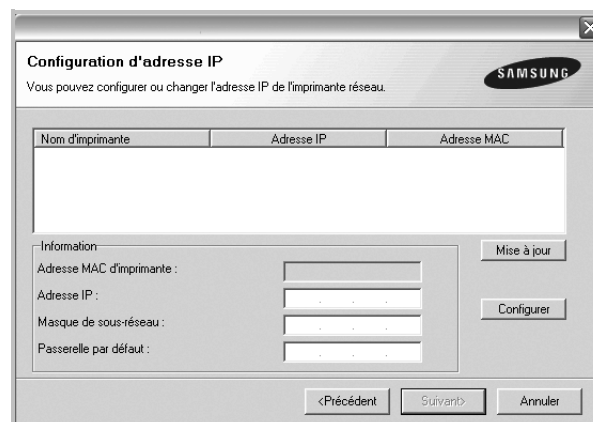 Configuration d'adresse IP
Vous pouvez configurer ou changer l'adresse IP de l'imprimante réseau.
SAMSUNG
Nom d'imprimante Adresse IP Adresse MAC
Information
Mise à jour
Adresse MAC d'imprimante :
Adresse IP :
Configurer
Masque de sous-réseau :
Passerelle par défaut :
<Précédent Suivant> Annuler